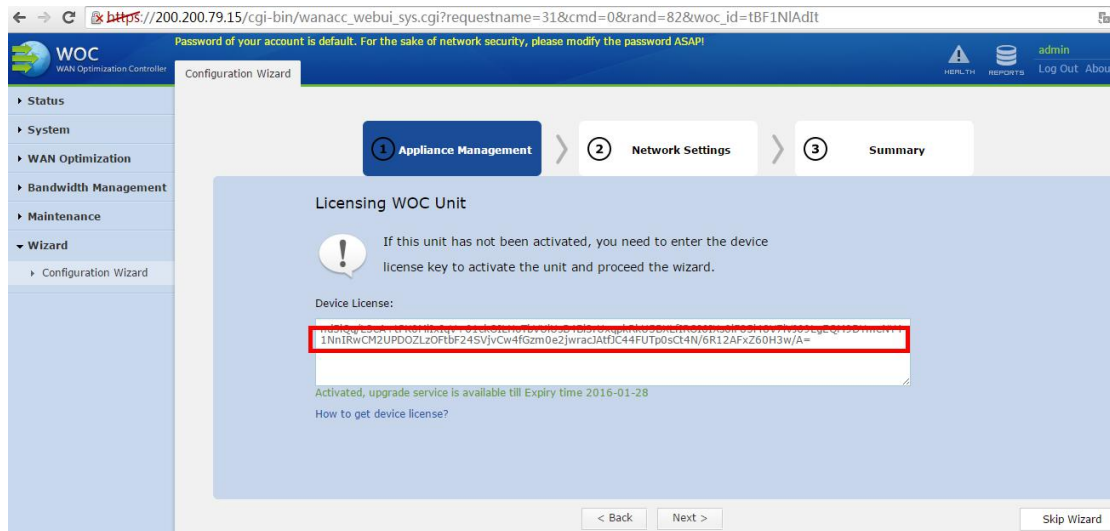 https://200.200.79.15/cgi-bin/wanacc_webui_sys.cgi?requestname=31&cmd=0&rand=82&woc_id=tBF1NlAdIt
Password of your account is default. For the sake of network security, please modify the password ASAP!
WOC
WAN Optimization Controller
Configuration Wizard
HEALTH
REPORTS
admin
Log Out Abou
Status
System
WAN Optimization
Bandwidth Management
Maintenance
Wizard
Configuration Wizard
1 Appliance Management
2 Network Settings
3 Summary
Licensing WOC Unit
If this unit has not been activated, you need to enter the device
license key to activate the unit and proceed the wizard.
Device License:
1NnIRwCM2UPDOZLzOFtbF24SVjvCw4fGzm0e2jwracJAtfJC44FUTp0sCt4N/6R12AFxZ60H3w/A=
Activated, upgrade service is available till Expiry time 2016-01-28
How to get device license?
< Back
Next >
Skip Wizard